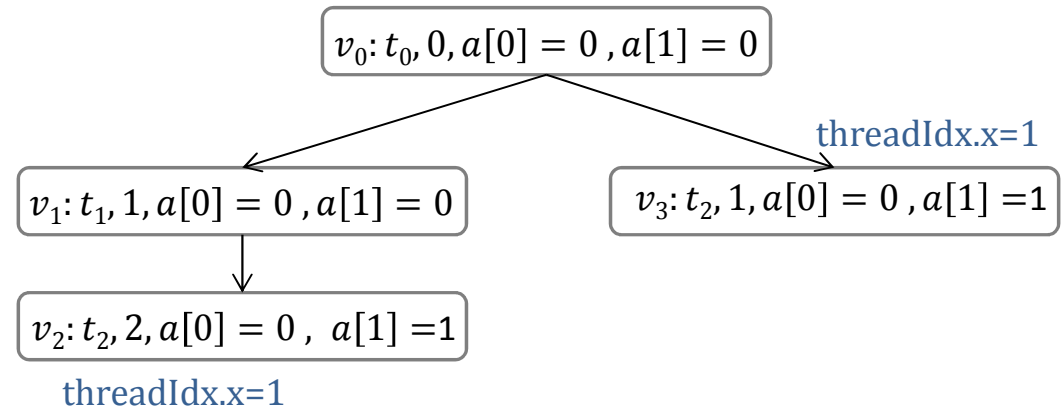 v₀: t₀, 0, a[0] = 0 , a[1] = 0
threadIdx.x=1
v₁: t₁, 1, a[0] = 0 , a[1] = 0
v₃: t₂, 1, a[0] = 0 , a[1] =1
v₂: t₂, 2, a[0] = 0 , a[1] =1
threadIdx.x=1